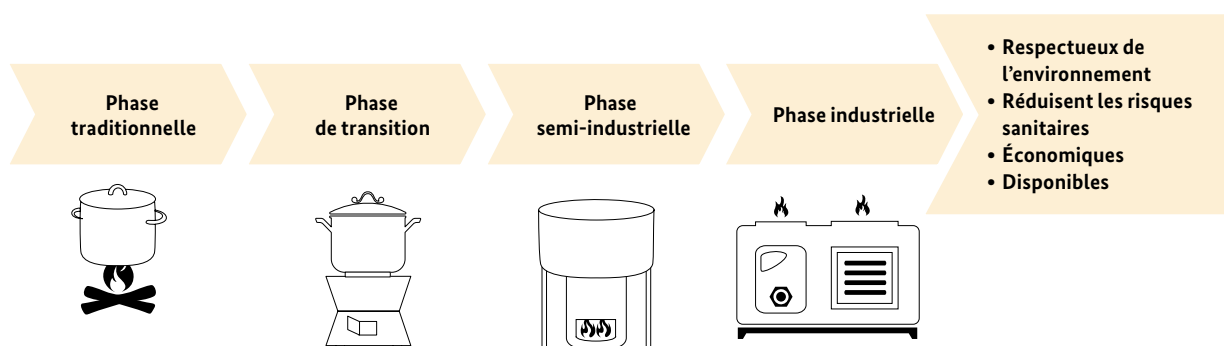 Phase
traditionnelle
Phase
de transition
Phase
semi-industrielle
Phase industrielle
• Respectueux de
l'environnement
• Réduisent les risques
sanitaires
• Économiques
• Disponibles